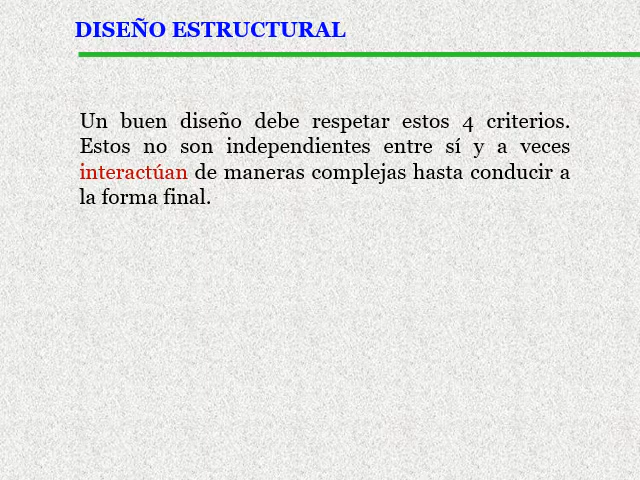 DISEÑO ESTRUCTURAL
Un buen diseño debe respetar estos 4 criterios.
Estos no son independientes entre sí y a veces
interactúan de maneras complejas hasta conducir a
la forma final.